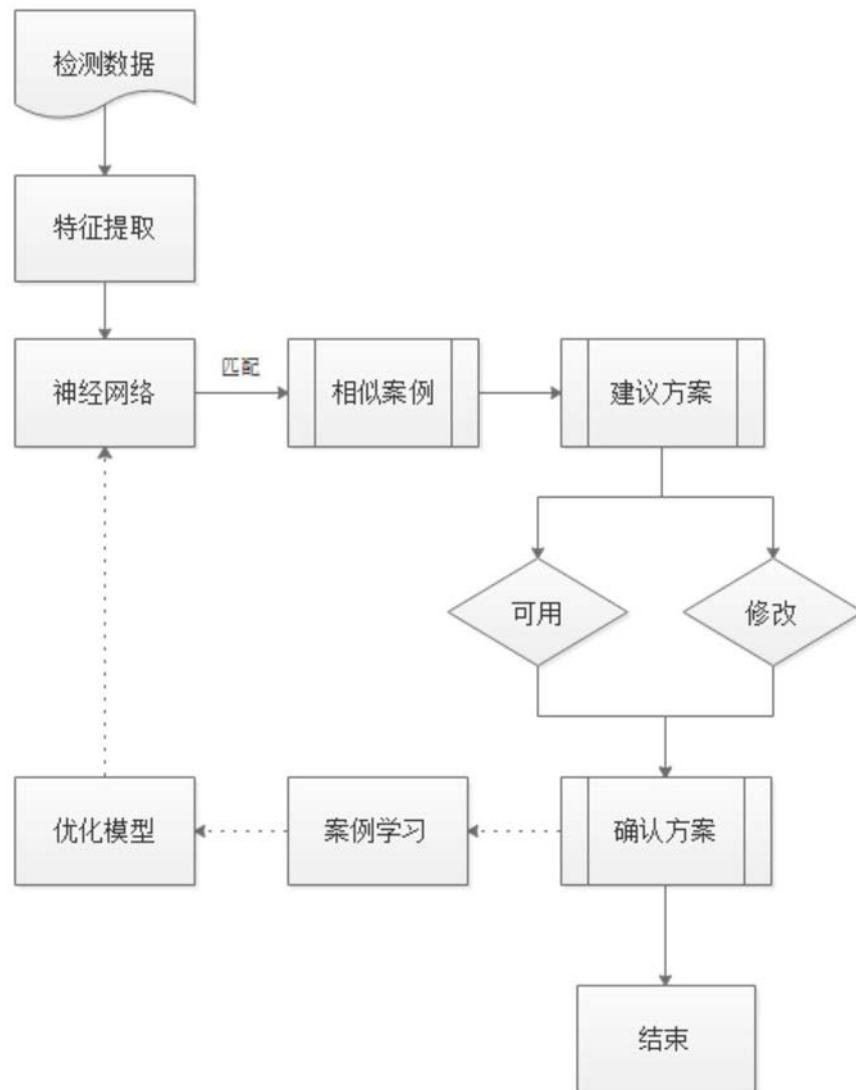 检测数据
特征提取
神经网络
匹配
相似案例
建议方案
可用
修改
优化模型
案例学习
确认方案
结束